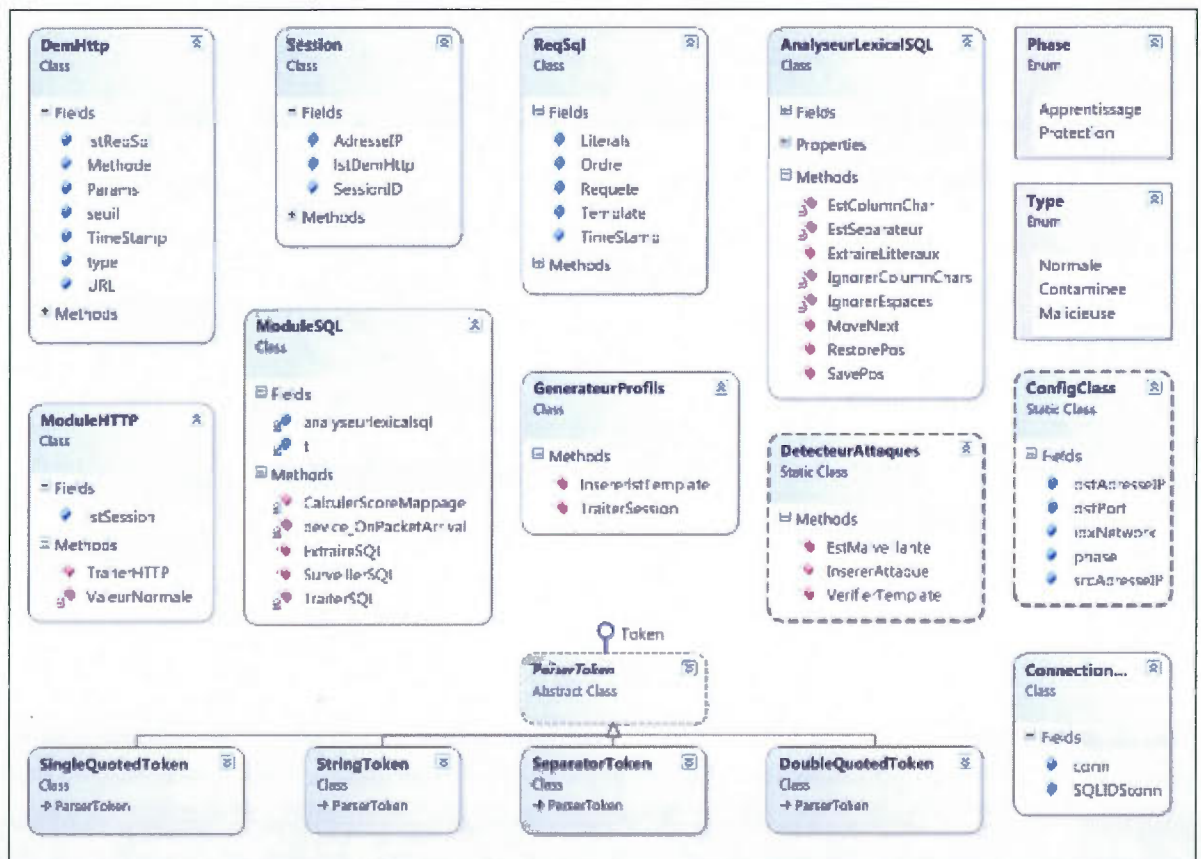 DemHttp
Class
Fields
Methode
Params
seuil
TimeStamp
type
URL
Methods
Session
Class
Fields
AdresseIP
lstDemHttp
SessionID
Methods
ReqSql
Class
Fields
Literals
Ordre
Requete
Template
TimeStamp
Methods
AnalyseurLexicalSQL
Class
Fields
Properties
Methods
EstColumnChar
EstSeparateur
ExtraireLitteraux
IgnorerColumnChars
IgnorerEspaces
MoveNext
RestorePos
SavePos
Phase
Enum
Apprentissage
Protection
Type
Enum
Normale
Contaminee
Malicieuse
ModuleHTTP
Class
Fields
lstSession
Methods
TraiterHTTP
ValeurNormale
ModuleSQL
Class
Fields
analyseurlexicalsql
t
Methods
CalculerScoreMappage
device_OnPacketArrival
ExtraireSQL
SurveillerSQL
TraiterSQL
GenerateurProfils
Class
Methods
InsererlstTemplate
TraiterSession
DetecteurAttaques
Static Class
Methods
EstMalveillante
InsererAttaque
VerifierTemplate
ConfigClass
Static Class
Fields
dstAdresseIP
dstPort
phase
srcAdresseIP
Token
ParserToken
Abstract Class
SingleQuotedToken
Class
ParserToken
StringToken
Class
ParserToken
SeparatorToken
Class
ParserToken
DoubleQuotedToken
Class
ParserToken
Connection...
Class
Fields
conn
SQLIDSconn